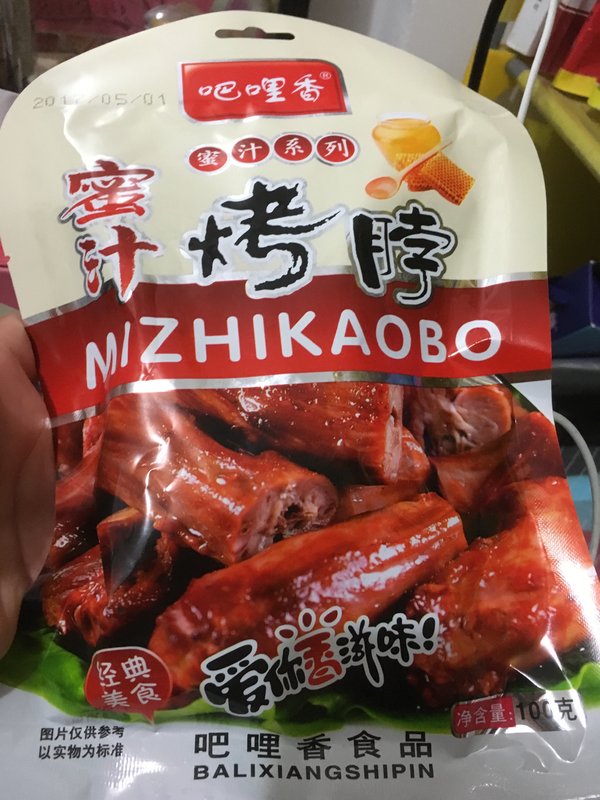 吧哩香®
2017/05/01
蜜汁系列
蜜汁
烤脖
MIZHIKAOBO
爱你香滋味!
经典
美食
净含量: 100克
图片仅供参考
以实物为标准
吧哩香食品
BALIXIANGSHIPIN